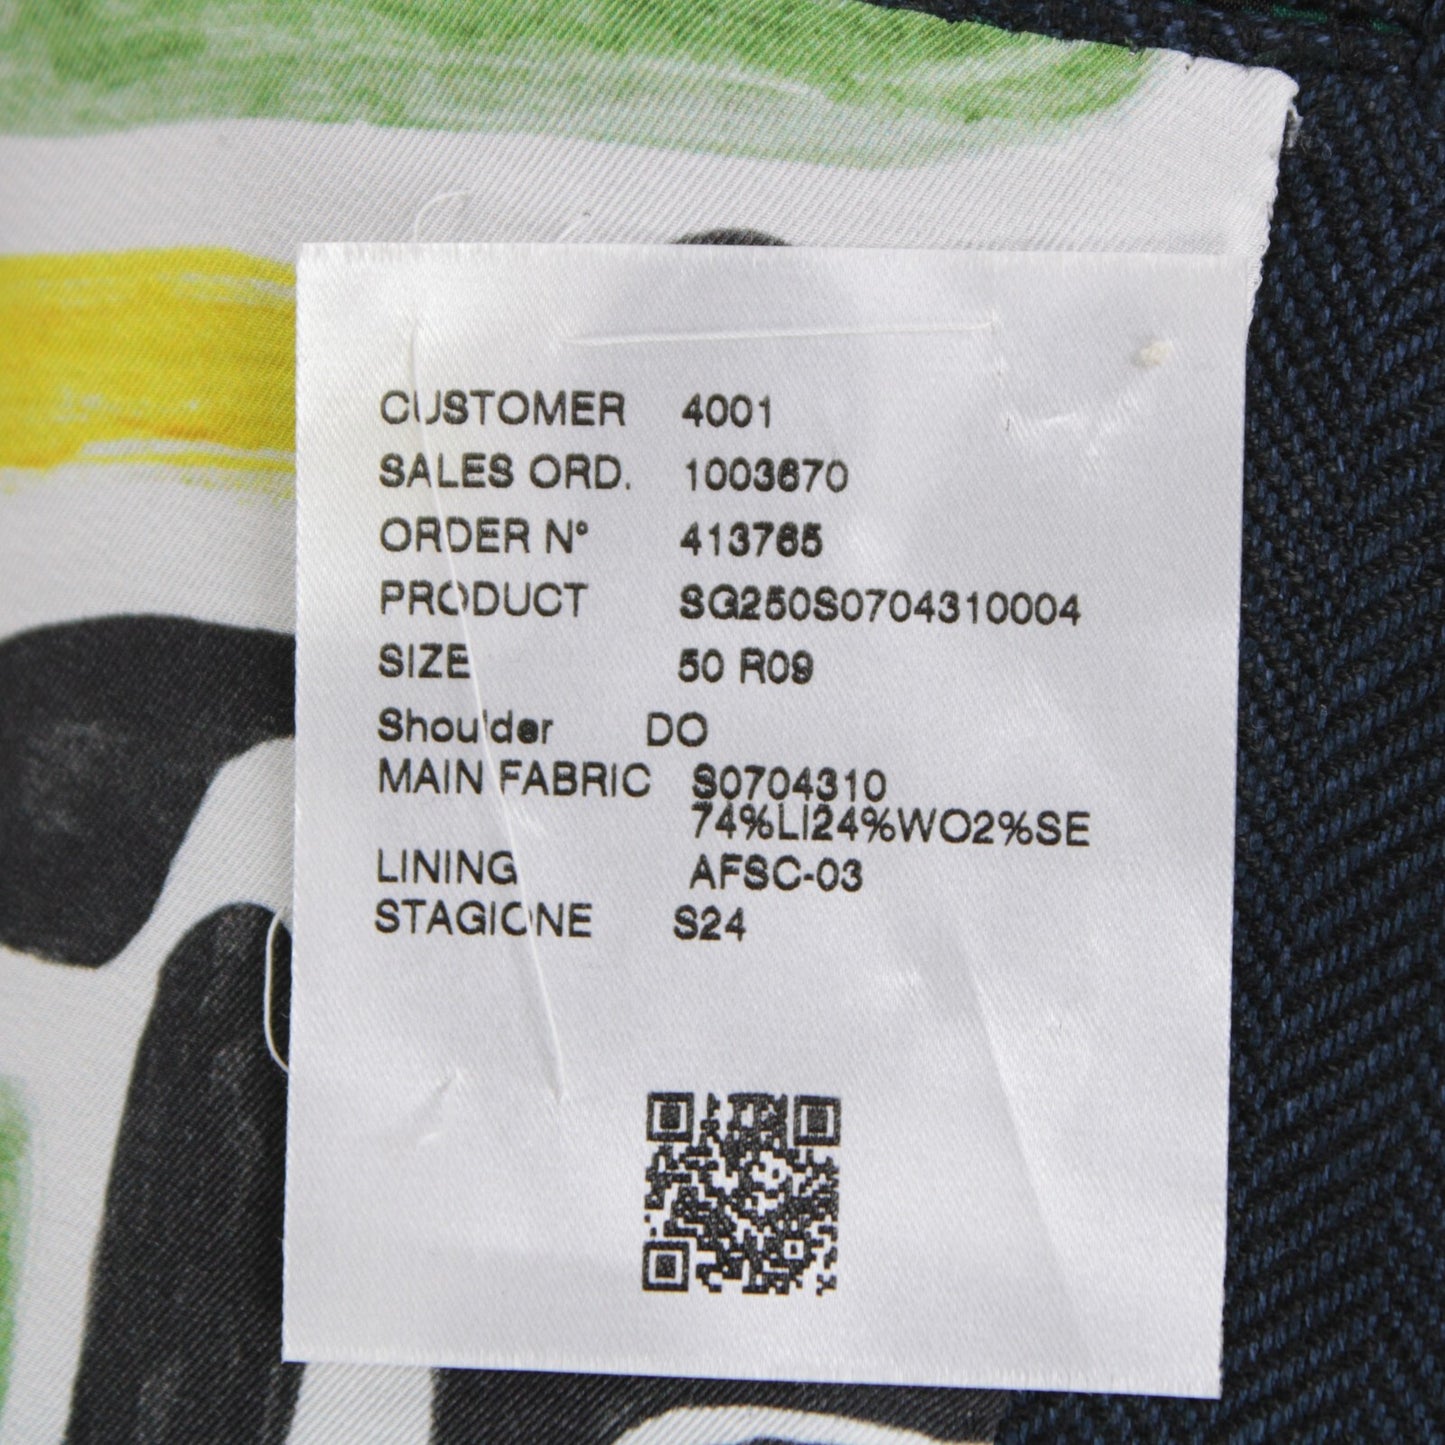 CUSTOMER 4001
SALES ORD. 1003670
ORDER N° 413765
PRODUCT SG250S0704310004
SIZE 50 R09
Shoulder DO
MAIN FABRIC S0704310
74%LI24%WO2%SE
LINING AFSC-03
STAGIONE S24